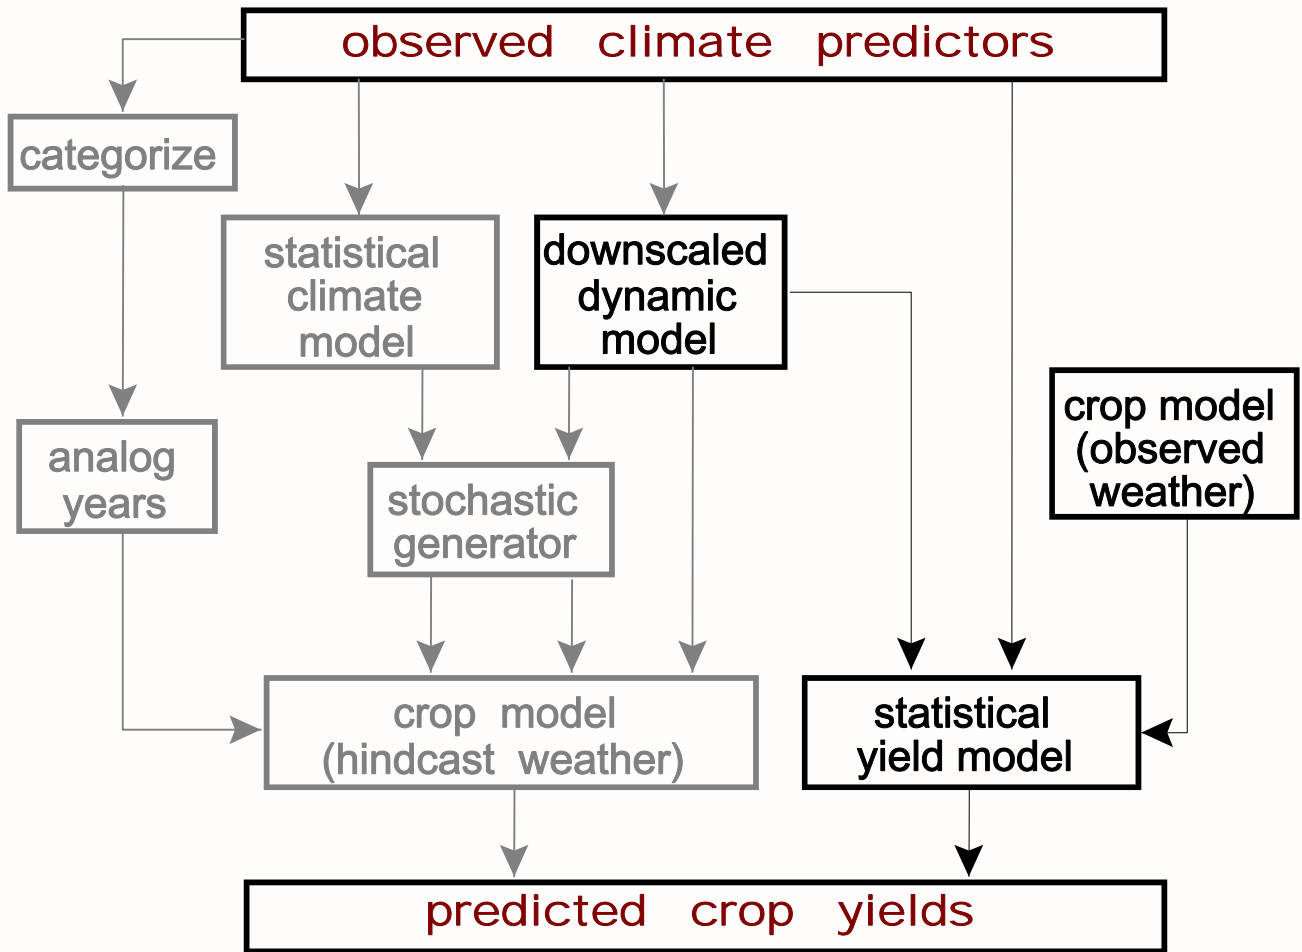 observed climate predictors
categorize
statistical
climate
model
downscaled
dynamic
model
crop model
(observed
weather)
analog
years
stochastic
generator
crop model
(hindcast weather)
statistical
yield model
predicted crop yields